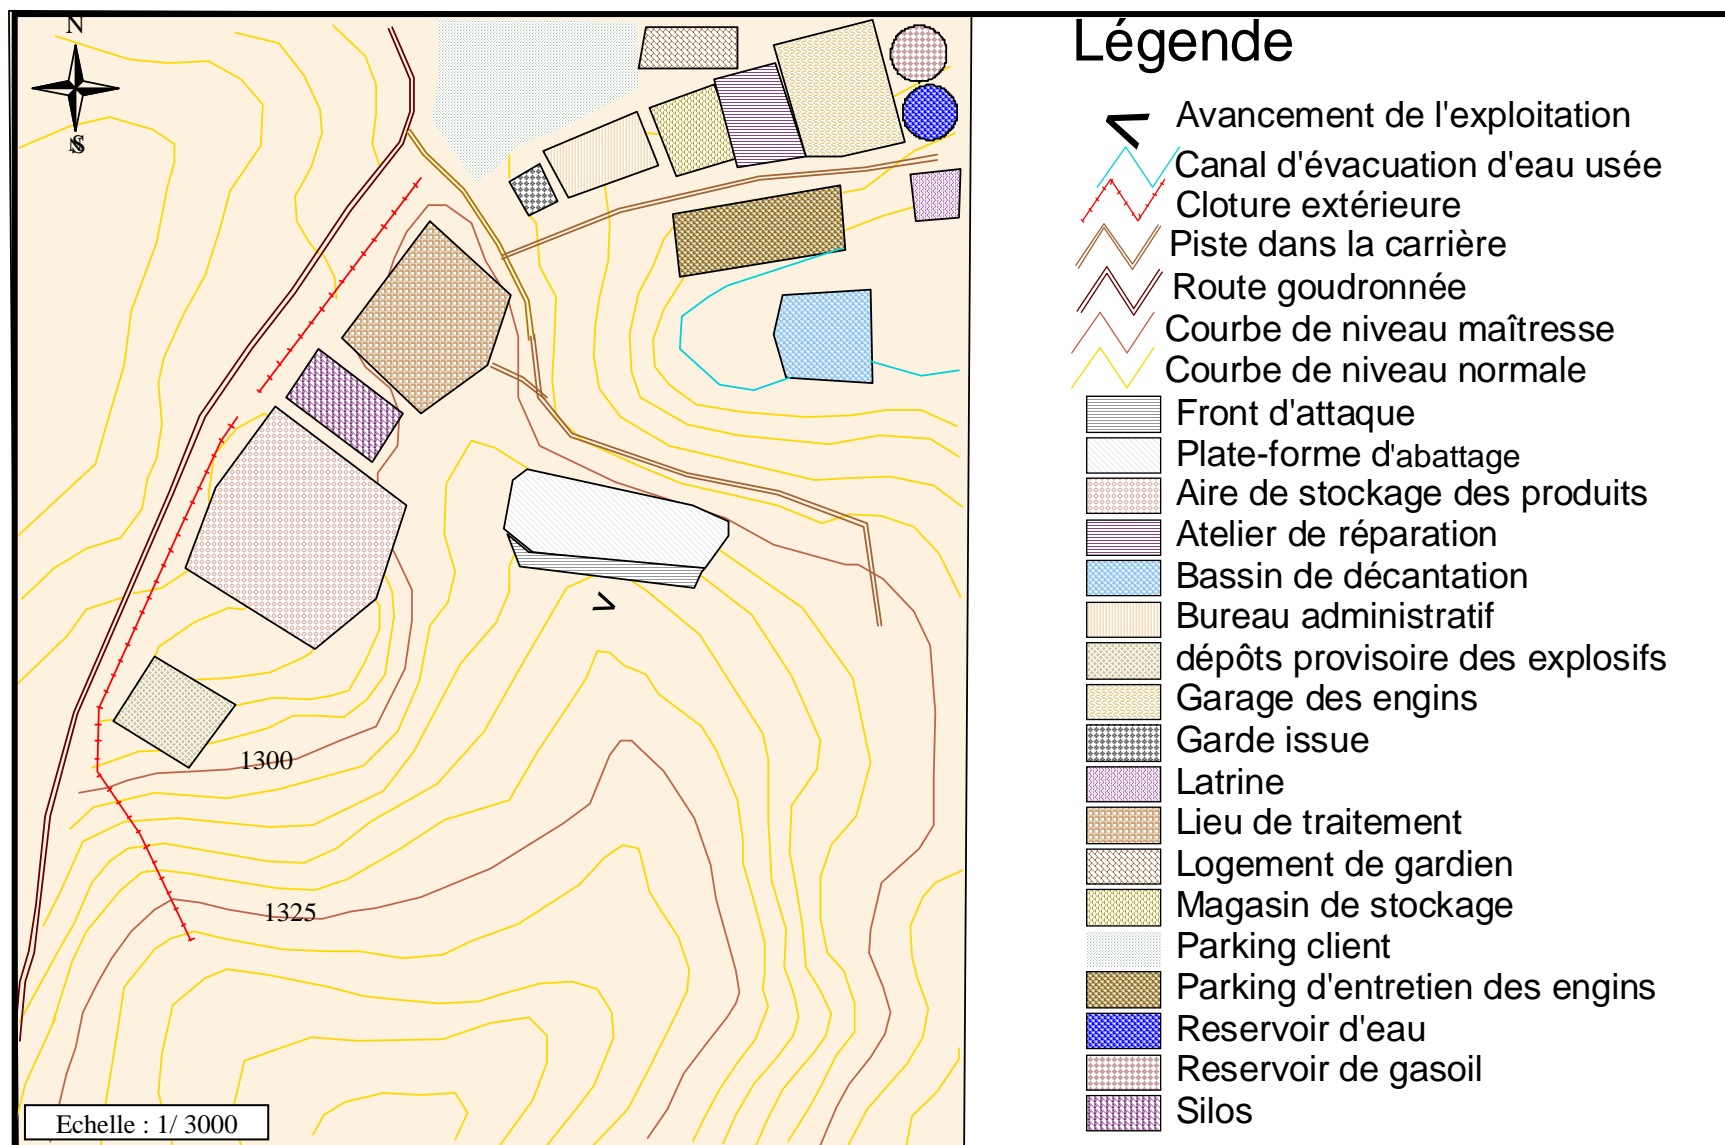 N
S
N
S
1300
1325
Echelle : 1/ 3000
Légende
Avancement de l'exploitation
Canal d'évacuation d'eau usée
Cloture extérieure
Piste dans la carrière
Route goudronnée
Courbe de niveau maîtresse
Courbe de niveau normale
Front d'attaque
Plate-forme d'abattage
Aire de stockage des produits
Atelier de réparation
Bassin de décantation
Bureau administratif
dépôts provisoire des explosifs
Garage des engins
Garde issue
Latrine
Lieu de traitement
Logement de gardien
Magasin de stockage
Parking client
Parking d'entretien des engins
Reservoir d'eau
Reservoir de gasoil
Silos